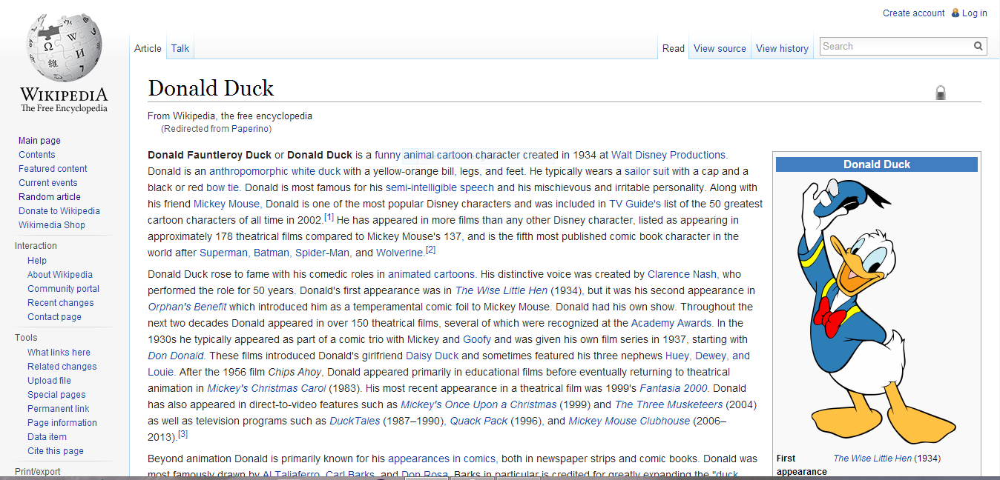 Create account Log in
Article Talk Read View source View history Search
WIKIPEDIA
The Free Encyclopedia
Main page
Contents
Featured content
Current events
Random article
Donate to Wikipedia
Wikimedia Shop
Interaction
Help
About Wikipedia
Community portal
Recent changes
Contact page
Tools
What links here
Related changes
Upload file
Special pages
Permanent link
Page information
Data item
Cite this page
Print/export
Donald Duck
From Wikipedia, the free encyclopedia
(Redirected from Paperino)
Donald Fauntleroy Duck or Donald Duck is a funny animal cartoon character created in 1934 at Walt Disney Productions.
Donald is an anthropomorphic white duck with a yellow-orange bill, legs, and feet. He typically wears a sailor suit with a cap and a
black or red bow tie. Donald is most famous for his semi-intelligible speech and his mischievous and irritable personality. Along with
his friend Mickey Mouse, Donald is one of the most popular Disney characters and was included in TV Guide's list of the 50 greatest
cartoon characters of all time in 2002.[1] He has appeared in more films than any other Disney character, listed as appearing in
approximately 178 theatrical films compared to Mickey Mouse's 137, and is the fifth most published comic book character in the
world after Superman, Batman, Spider-Man, and Wolverine.[2]
Donald Duck rose to fame with his comedic roles in animated cartoons. His distinctive voice was created by Clarence Nash, who
performed the role for 50 years. Donald's first appearance was in The Wise Little Hen (1934), but it was his second appearance in
Orphan's Benefit which introduced him as a temperamental comic foil to Mickey Mouse. Donald had his own show. Throughout the
next two decades Donald appeared in over 150 theatrical films, several of which were recognized at the Academy Awards. In the
1930s he typically appeared as part of a comic trio with Mickey and Goofy and was given his own film series in 1937, starting with
Don Donald. These films introduced Donald's girlfriend Daisy Duck and sometimes featured his three nephews Huey, Dewey, and
Louie. After the 1956 film Chips Ahoy, Donald appeared primarily in educational films before eventually returning to theatrical
animation in Mickey's Christmas Carol (1983). His most recent appearance in a theatrical film was 1999's Fantasia 2000. Donald
has also appeared in direct-to-video features such as Mickey's Once Upon a Christmas (1999) and The Three Musketeers (2004)
as well as television programs such as DuckTales (1987–1990), Quack Pack (1996), and Mickey Mouse Clubhouse (2006–
2013).[3]
Beyond animation Donald is primarily known for his appearances in comics, both in newspaper strips and comic books. Donald was
most famously drawn by Al Taliaferro, Carl Barks, and Don Rosa. Barks in particular is credited for greatly expanding the "duck
Donald Duck
First The Wise Little Hen (1934)
appearance